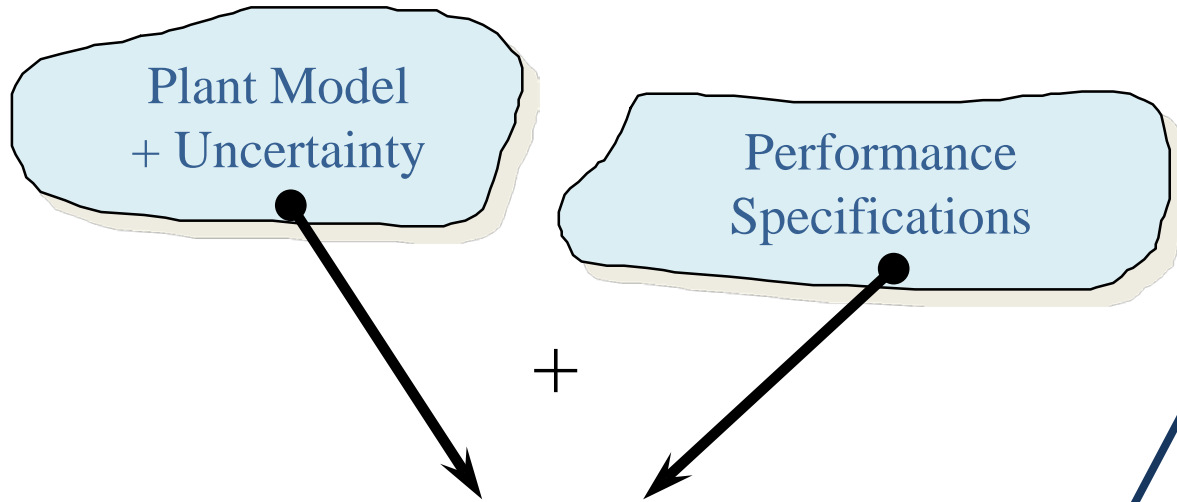 Plant Model
+ Uncertainty
Performance
Specifications
+